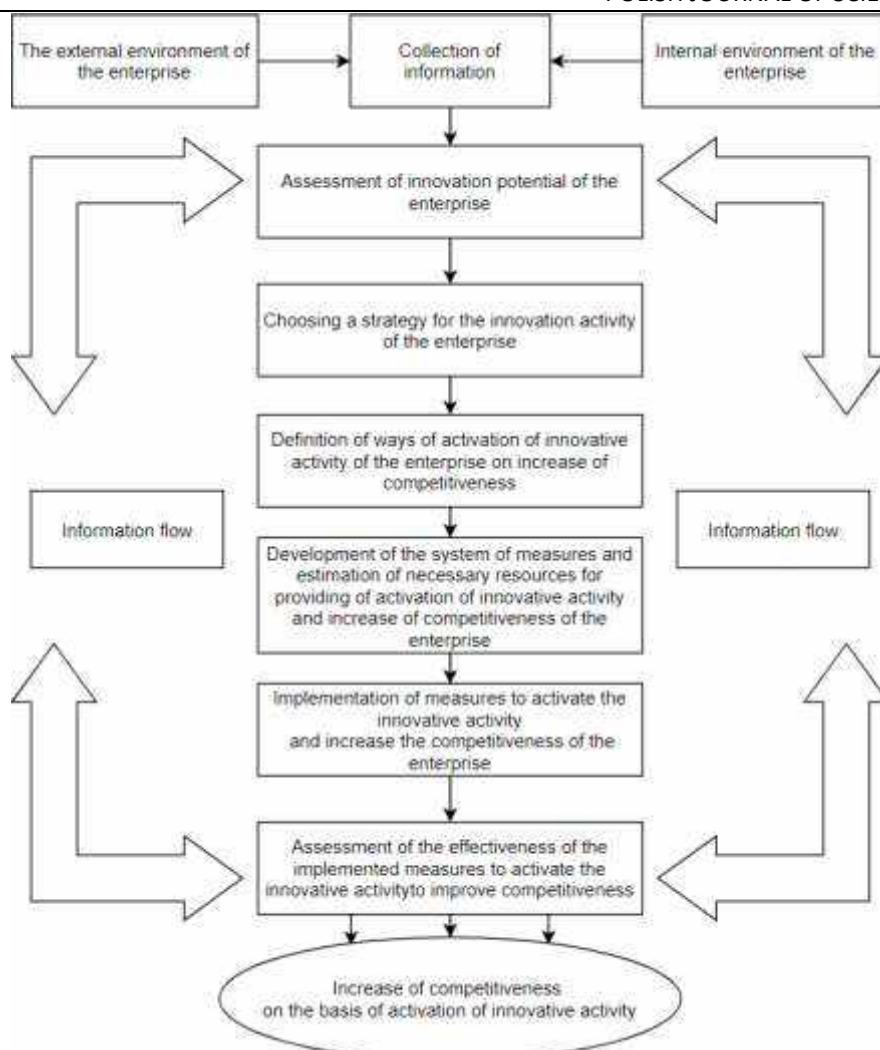 The external environment of
the enterprise
Collection of
information
Internal environment of the
enterprise
Assessment of innovation potential of the
enterprise
Choosing a strategy for the innovation activity
of the enterprise
Definition of ways of activation of innovative
activity of the enterprise on increase of
competitiveness
Information flow
Information flow
Development of the system of measures and
estimation of necessary resources for
providing of activation of innovative activity
and increase of competitiveness of the
enterprise
Implementation of measures to activate the
innovative activity
and increase the competitiveness of the
enterprise
Assessment of the effectiveness of the
implemented measures to activate the
innovative activityto improve competitiveness
Increase of competitiveness
on the basis of activation of innovative activity